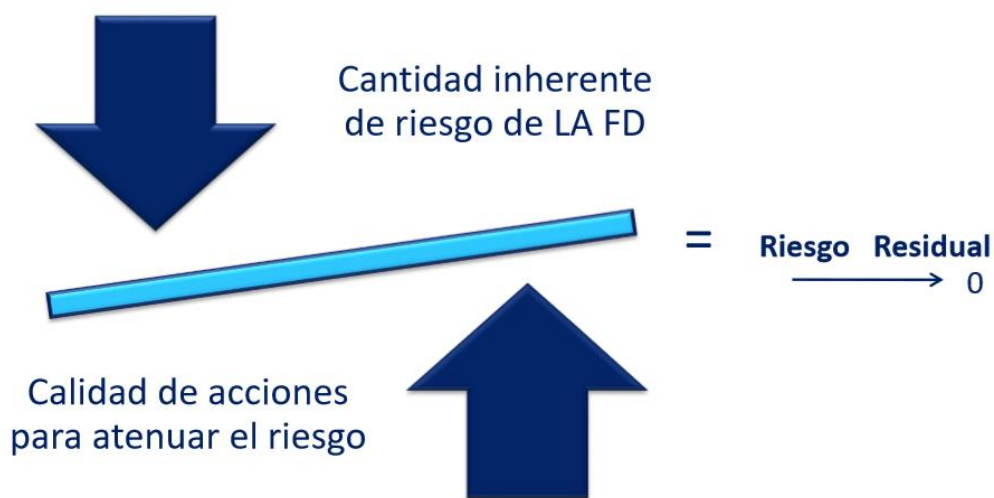 Cantidad inherente
de riesgo de LA FD
= Riesgo Residual
0
Calidad de acciones
para atenuar el riesgo